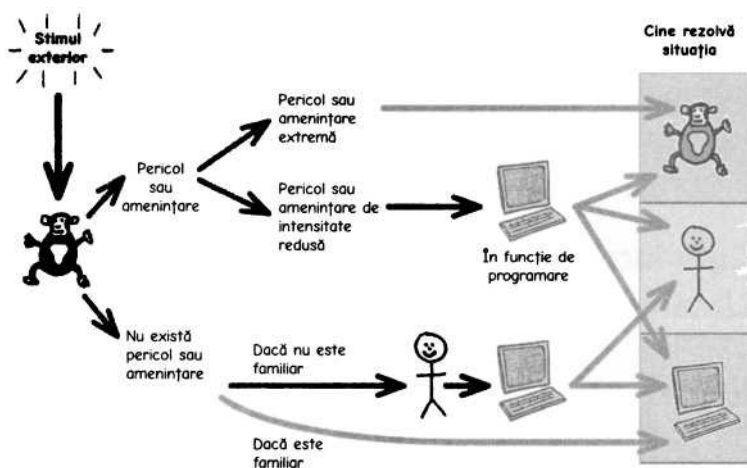 Stimul
exterior
Cine rezolvă
situația
Pericol sau
amenințare
extremă
Pericol
sau
amenințare
Pericol sau
amenințare de
intensitate
redusă
În funcție de
programare
Nu există
pericol sau
amenințare
Dacă nu este
familiar
Dacă este
familiar